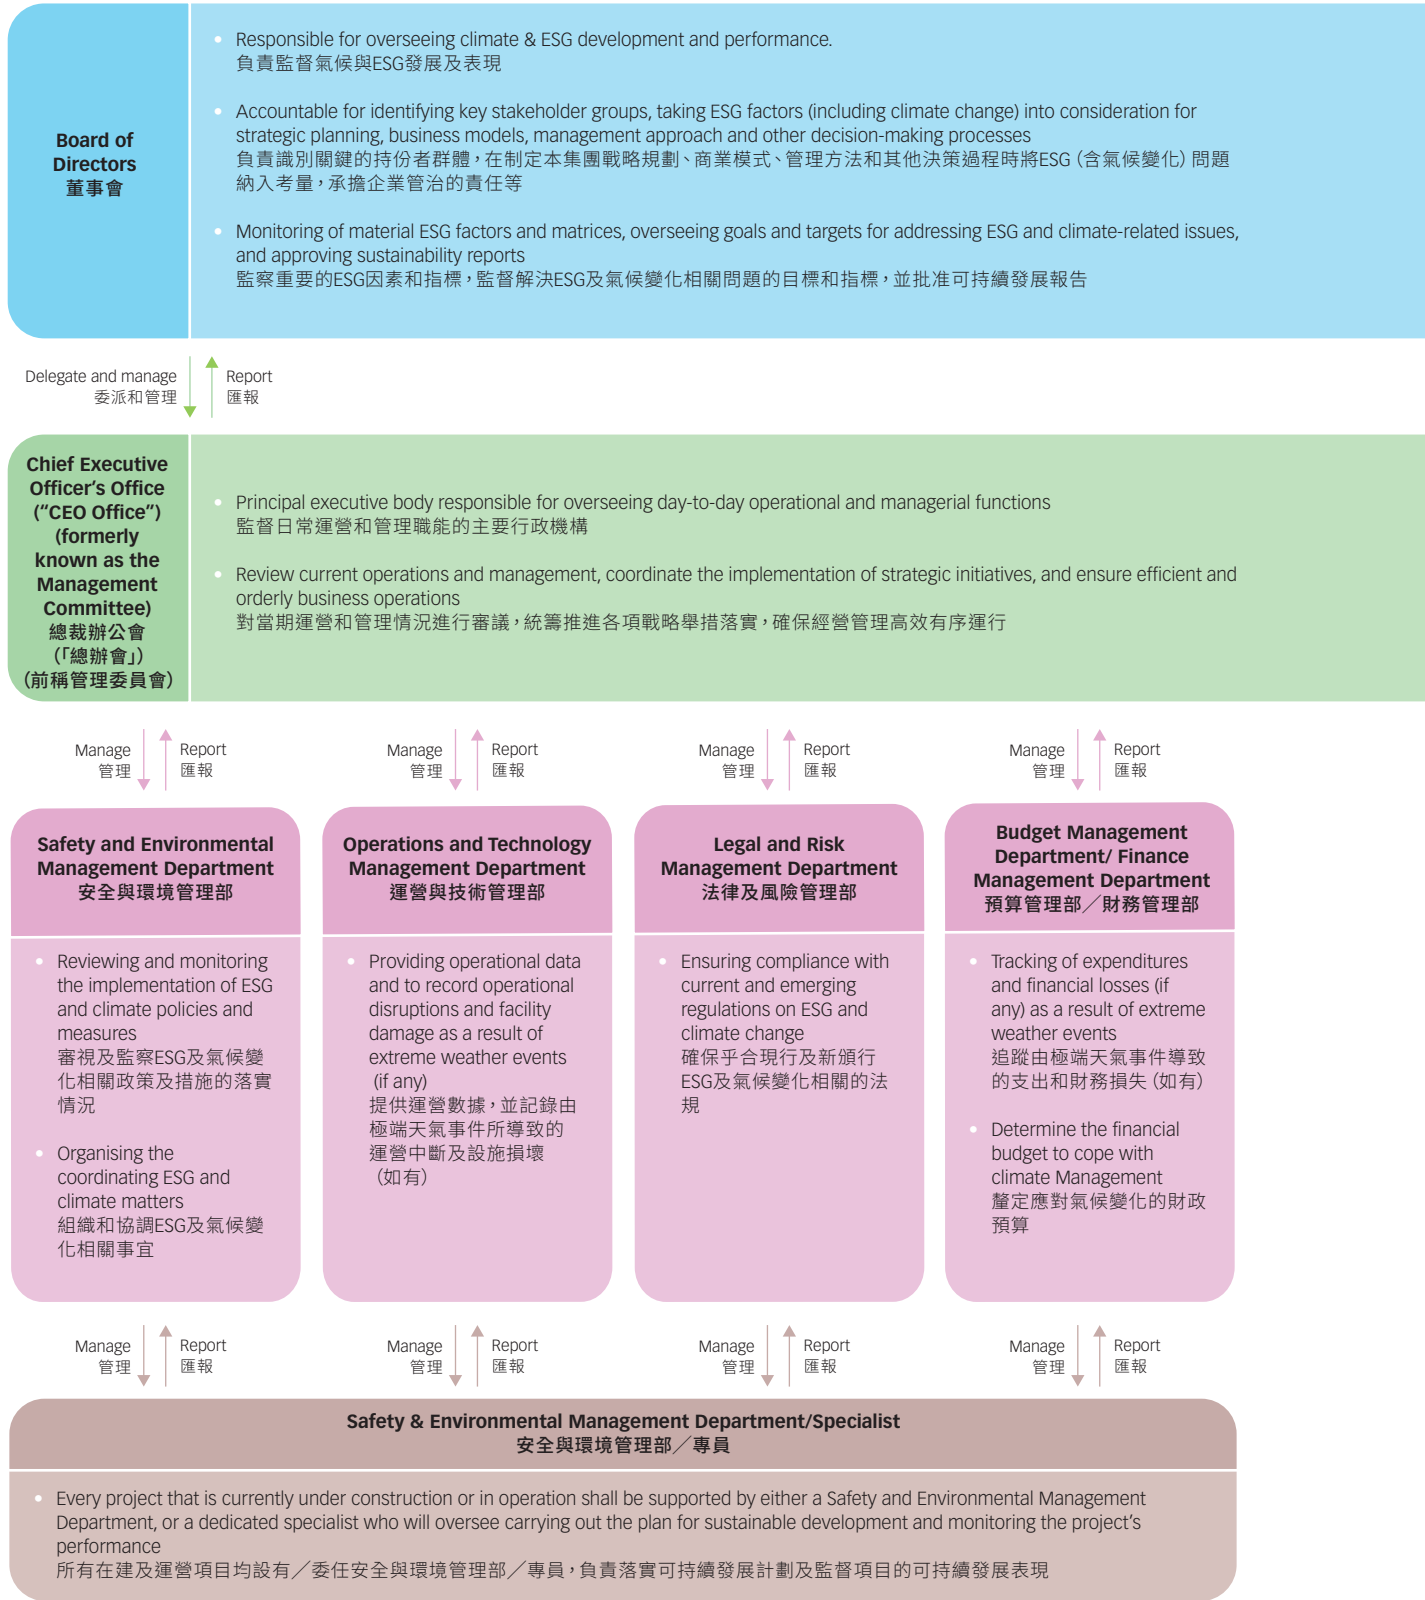 Board of
Directors
董事會
Responsible for overseeing climate & ESG development and performance.
負責監督氣候與ESG發展及表現
Accountable for identifying key stakeholder groups, taking ESG factors (including climate change) into consideration for
strategic planning, business models, management approach and other decision-making processes
負責識別關鍵的持份者群體，在制定本集團戰略規劃、商業模式、管理方法和其他決策過程時將ESG（含氣候變化）問題
納入考量，承擔企業管治的責任等
Monitoring of material ESG factors and matrices, overseeing goals and targets for addressing ESG and climate-related issues,
and approving sustainability reports
監察重要的ESG因素和指標，監督解決ESG及氣候變化相關問題的目標和指標，並批准可持續發展報告
Delegate and manage
委派和管理
Report
匯報
Chief Executive
Officer's Office
("CEO Office")
(formerly
known as the
Management
Committee)
總裁辦公會
（「總辦會」）
（前稱管理委員會）
Principal executive body responsible for overseeing day-to-day operational and managerial functions
監督日常運營和管理職能的主要行政機構
Review current operations and management, coordinate the implementation of strategic initiatives, and ensure efficient and
orderly business operations
對當期運營和管理情況進行審議，統籌推進各項戰略舉措落實，確保經營管理高效有序運行
Manage
管理
Report
匯報
Manage
管理
Report
匯報
Manage
管理
Report
匯報
Manage
管理
Report
匯報
Safety and Environmental
Management Department
安全與環境管理部
Reviewing and monitoring
the implementation of ESG
and climate policies and
measures
審視及監察ESG及氣候變
化相關政策及措施的落實
情況
Organising the
coordinating ESG and
climate matters
組織和協調ESG及氣候變
化相關事宜
Operations and Technology
Management Department
運營與技術管理部
Providing operational data
and to record operational
disruptions and facility
damage as a result of
extreme weather events
(if any)
提供運營數據，並記錄由
極端天氣事件所導致的
運營中斷及設施損壞
（如有）
Legal and Risk
Management Department
法律及風險管理部
Ensuring compliance with
current and emerging
regulations on ESG and
climate change
確保乎合現行及新頒行
ESG及氣候變化相關的法
規
Budget Management
Department/ Finance
Management Department
預算管理部╱財務管理部
Tracking of expenditures
and financial losses (if
any) as a result of extreme
weather events
追蹤由極端天氣事件導致
的支出和財務損失（如有）
Determine the financial
budget to cope with
climate Management
釐定應對氣候變化的財政
預算
Manage
管理
Report
匯報
Manage
管理
Report
匯報
Manage
管理
Report
匯報
Manage
管理
Report
匯報
Safety & Environmental Management Department/Specialist
安全與環境管理部╱專員
Every project that is currently under construction or in operation shall be supported by either a Safety and Environmental Management
Department, or a dedicated specialist who will oversee carrying out the plan for sustainable development and monitoring the project's
performance
所有在建及運營項目均設有╱委任安全與環境管理部╱專員，負責落實可持續發展計劃及監督項目的可持續發展表現